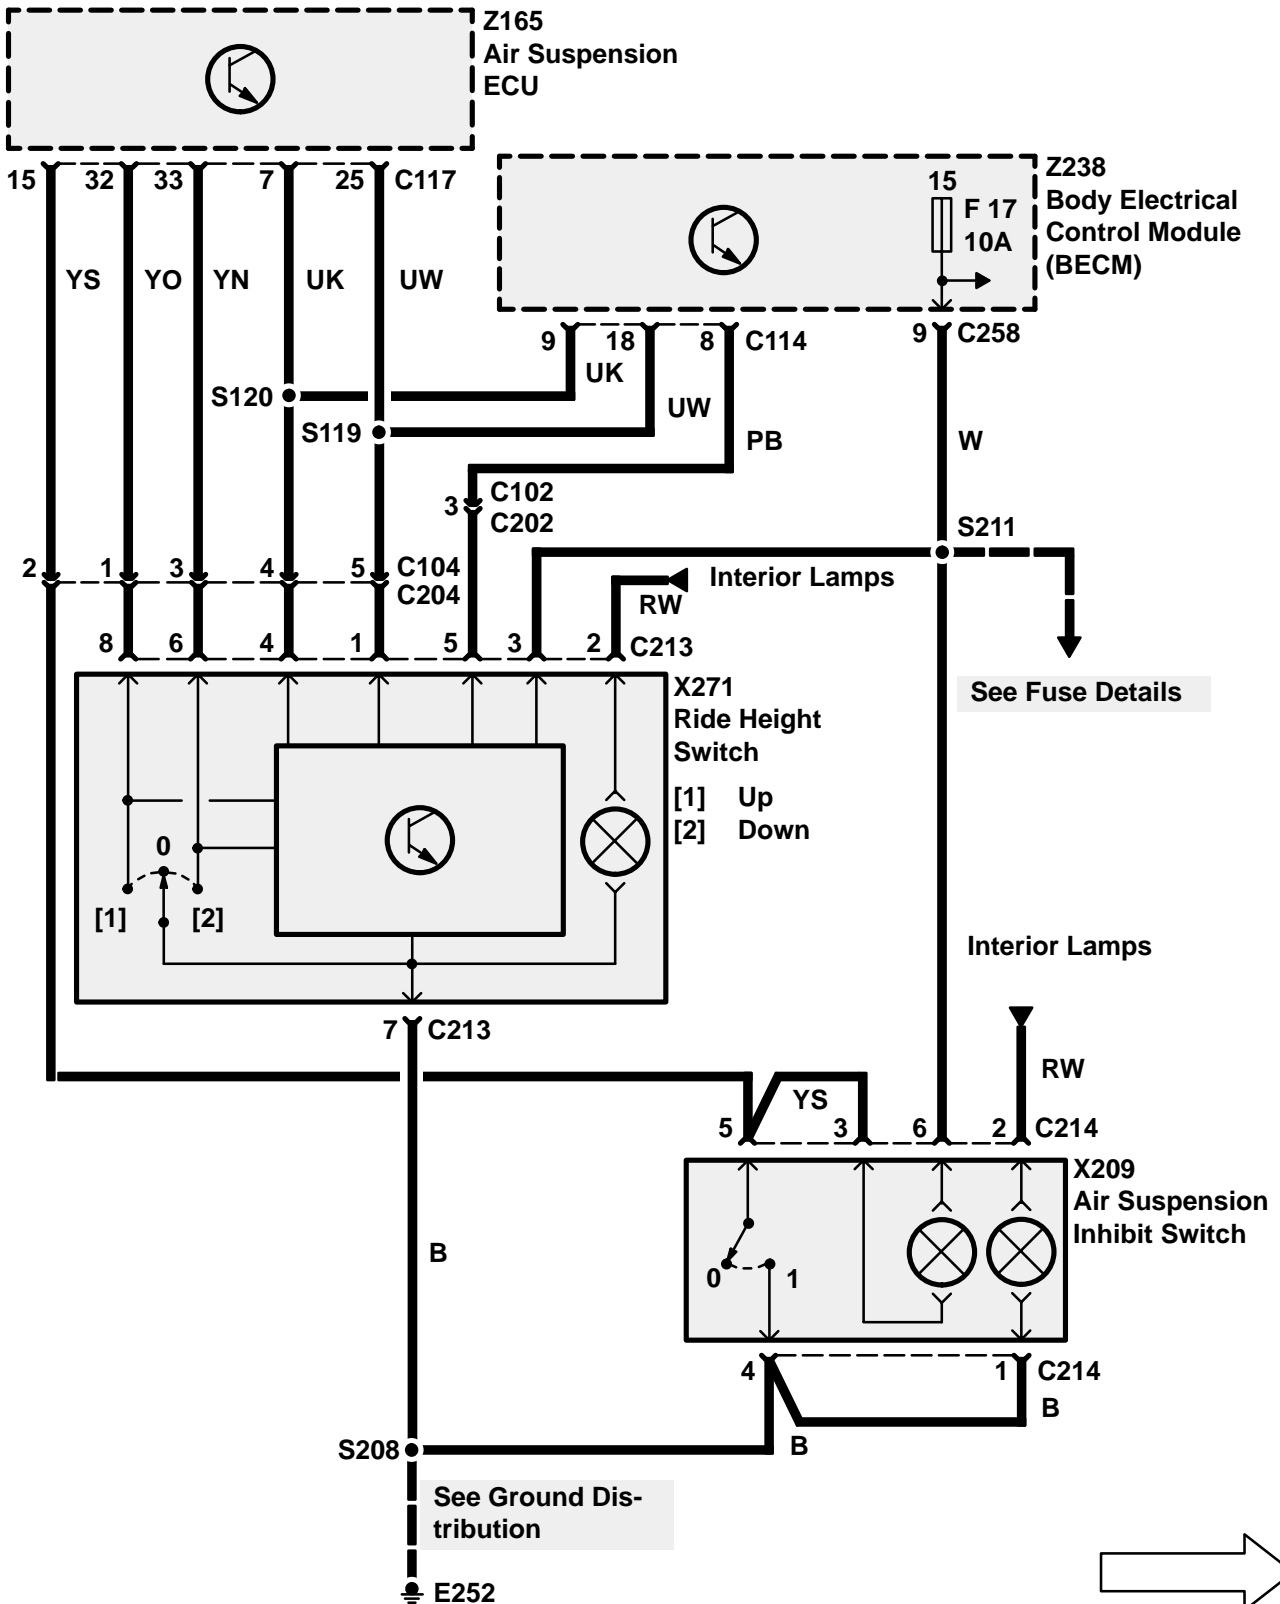 Z165
Air Suspension
ECU
15 32 33 7 25 C117
Z238
Body Electrical
Control Module
(BECM)
15
F 17
10A
YS YO YN UK UW
9 18 8 C114
9 C258
UK
S120
UW
S119
PB
W
3
C102
C202
S211
2 1 3 4 5 C104
C204
Interior Lamps
RW
8 6 4 1 5 3 2 C213
X271
Ride Height
Switch
See Fuse Details
[1] Up
[2] Down
0
[1] [2]
Interior Lamps
7 C213
RW
YS
5 3 6 2 C214
X209
Air Suspension
Inhibit Switch
B
0 1
4 1 C214
B
B
S208
See Ground Dis-
tribution
E252